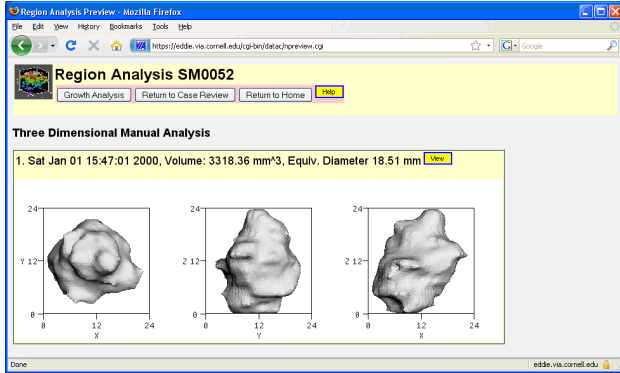 Region Analysis Preview - Mozilla Firefox
File Edit View History Bookmarks Tools Help
VIA https://eddie.via.cornell.edu/cgi-bin/datac/npreview.cgi G Google
Region Analysis SM0052
Growth Analysis Return to Case Review Return to Home Help
Three Dimensional Manual Analysis
1. Sat Jan 01 15:47:01 2000, Volume: 3318.36 mm^3, Equiv. Diameter 18.51 mm View
24 24 24
Y 12 Z 12 Z 12
0 0 0
0 12 24 0 12 24 0 12 24
X Y X
Done eddie.via.cornell.edu